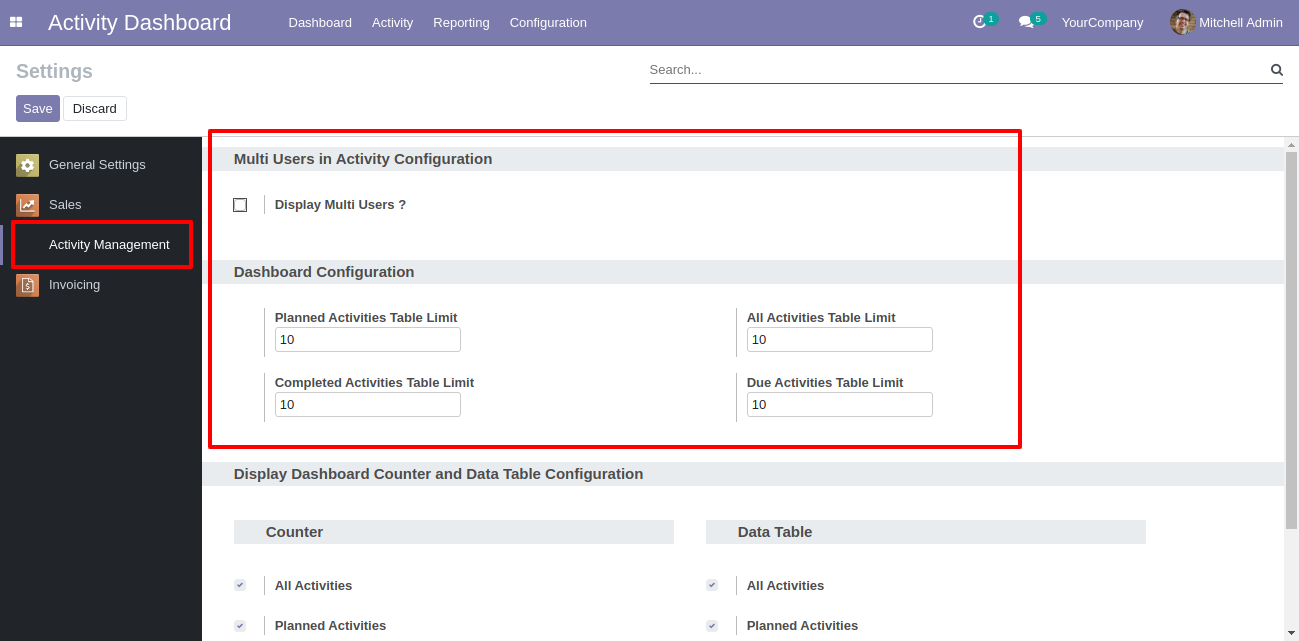 Activity Dashboard Dashboard Activity Reporting Configuration 1 5 YourCompany Mitchell Admin
Settings Search...
Save Discard
General Settings
Sales
Activity Management
Invoicing
Multi Users in Activity Configuration
Display Multi Users ?
Dashboard Configuration
Planned Activities Table Limit All Activities Table Limit
10 10
Completed Activities Table Limit Due Activities Table Limit
10 10
Display Dashboard Counter and Data Table Configuration
Counter Data Table
All Activities All Activities
Planned Activities Planned Activities